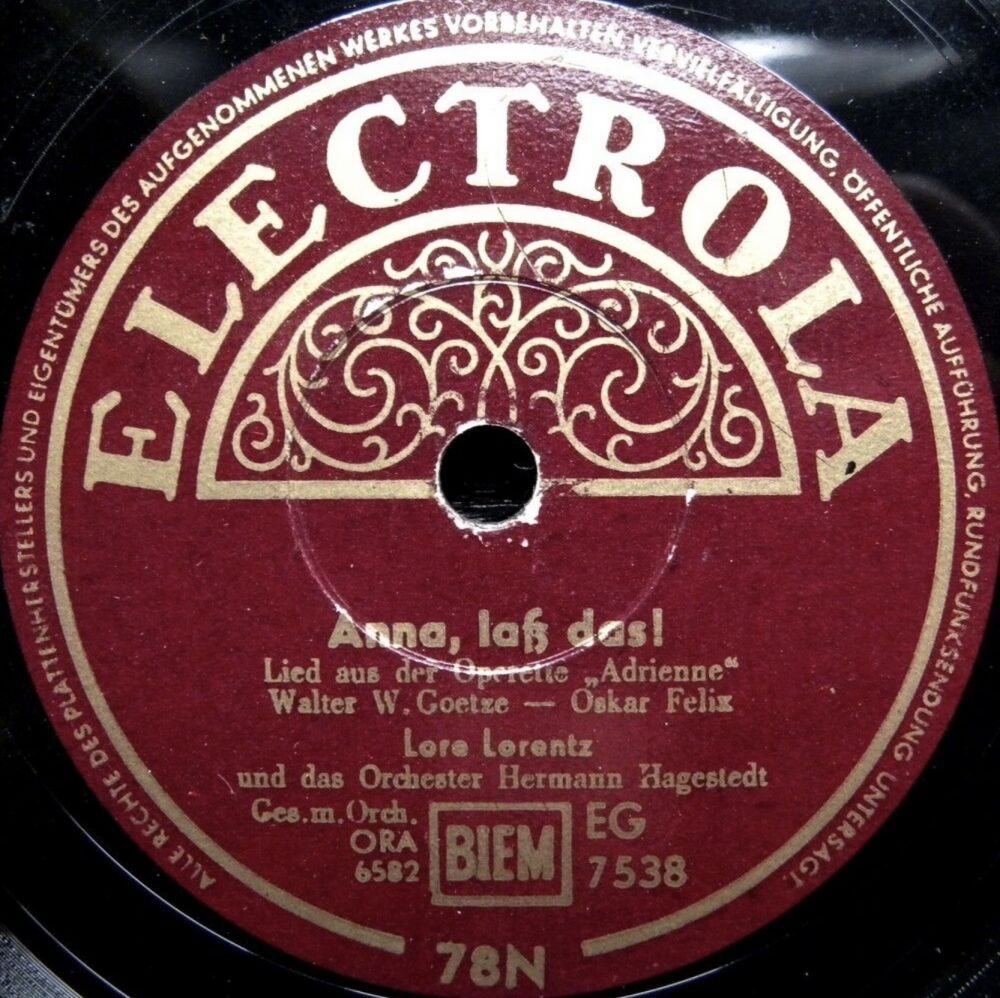 ALLE RECHTE DES PLATTENHERSTELLERS UND EIGENTÜMERS DES AUFGENOMMENEN WERKES VORBEHALTEN VERVIELFÄLTIGUNG, ÖFFENTLICHE AUFFÜHRUNG, RUNDFUNKSENDUNG UNTERSAGT
ELECTROLA
Anna, laß das!
Lied aus der Operette „Adrienne“
Walter W. Goetze — Oskar Felix
Lore Lorentz
und das Orchester Hermann Hagestedt
Ges.m.Orch.
ORA
6582
BIEM
EG
7538
78N